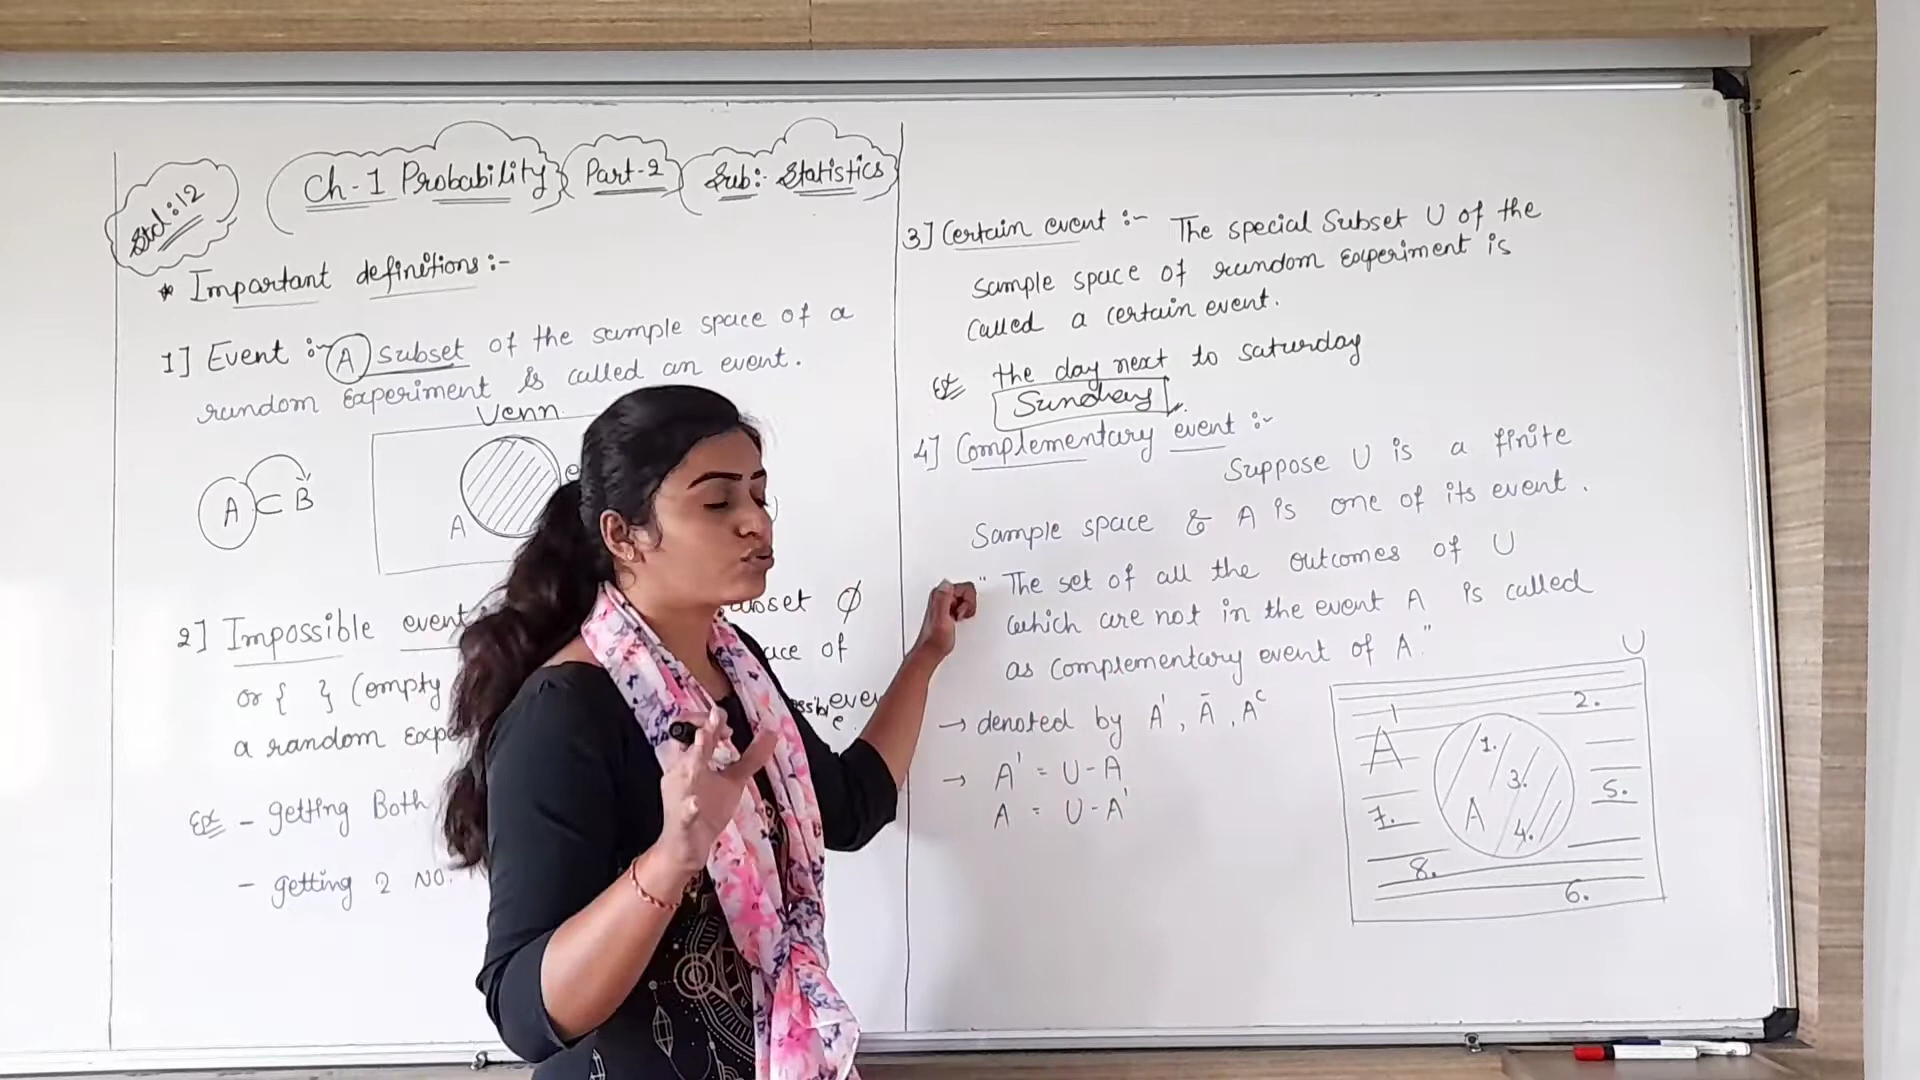 Std:12
Ch-1 Probability Part-2 Sub:- Statistics
* Important definitions :-
1] Event :- A subset of the sample space of a
random Experiment is called an event.
Venn
A ⊂ B
A
2] Impossible event
subset ∅
or { } (empty
ace of
a random Expe
Ex - getting Both
- getting 2 NO.
3] Certain event :- The special Subset U of the
Sample space of random experiment is
Called a certain event.
Ex the day next to saturday
Sunday
4] Complementary event :-
Suppose U is a finite
Sample space & A is one of its event.
" The set of all the outcomes of U
which are not in the event A is called
as complementary event of A."
→ denoted by A', Ā, Aᶜ
→ A' = U - A
A = U - A'
U
A'
2.
1.
3.
5.
7.
A
4.
8.
6.